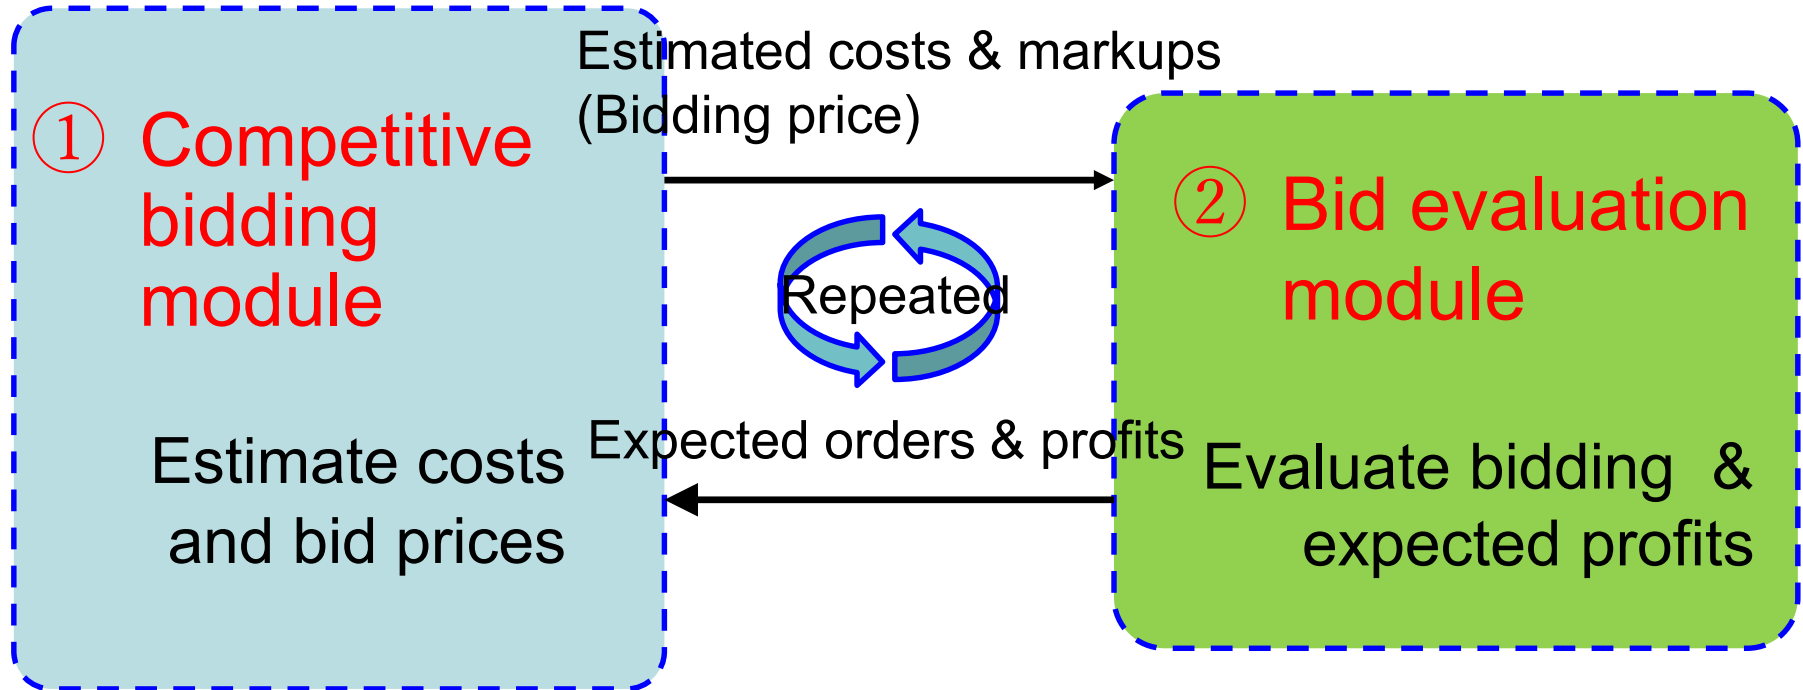 ① Competitive
bidding
module
Estimate costs
and bid prices
Estimated costs & markups
(Bidding price)
Repeated
Expected orders & profits
② Bid evaluation
module
Evaluate bidding &
expected profits